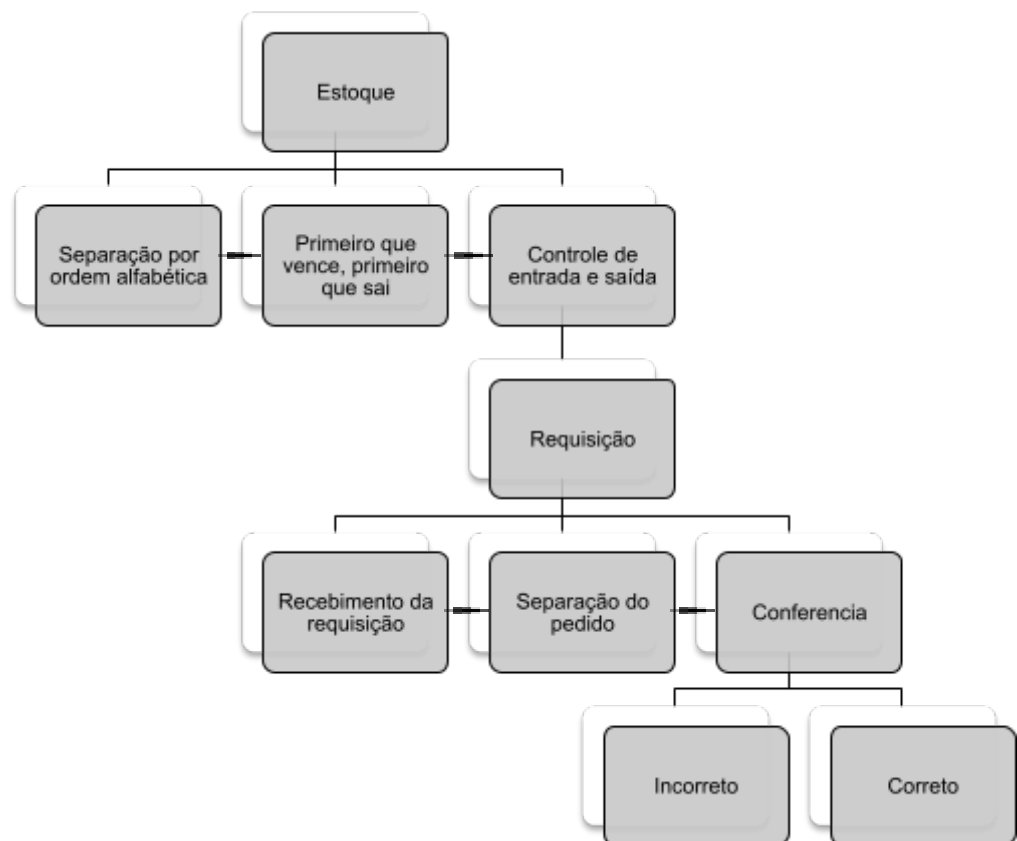 Estoque
Separação por
ordem alfabética
Primeiro que
vence, primeiro
que sai
Controle de
entrada e saída
Requisição
Recebimento da
requisição
Separação do
pedido
Conferencia
Incorreto
Correto